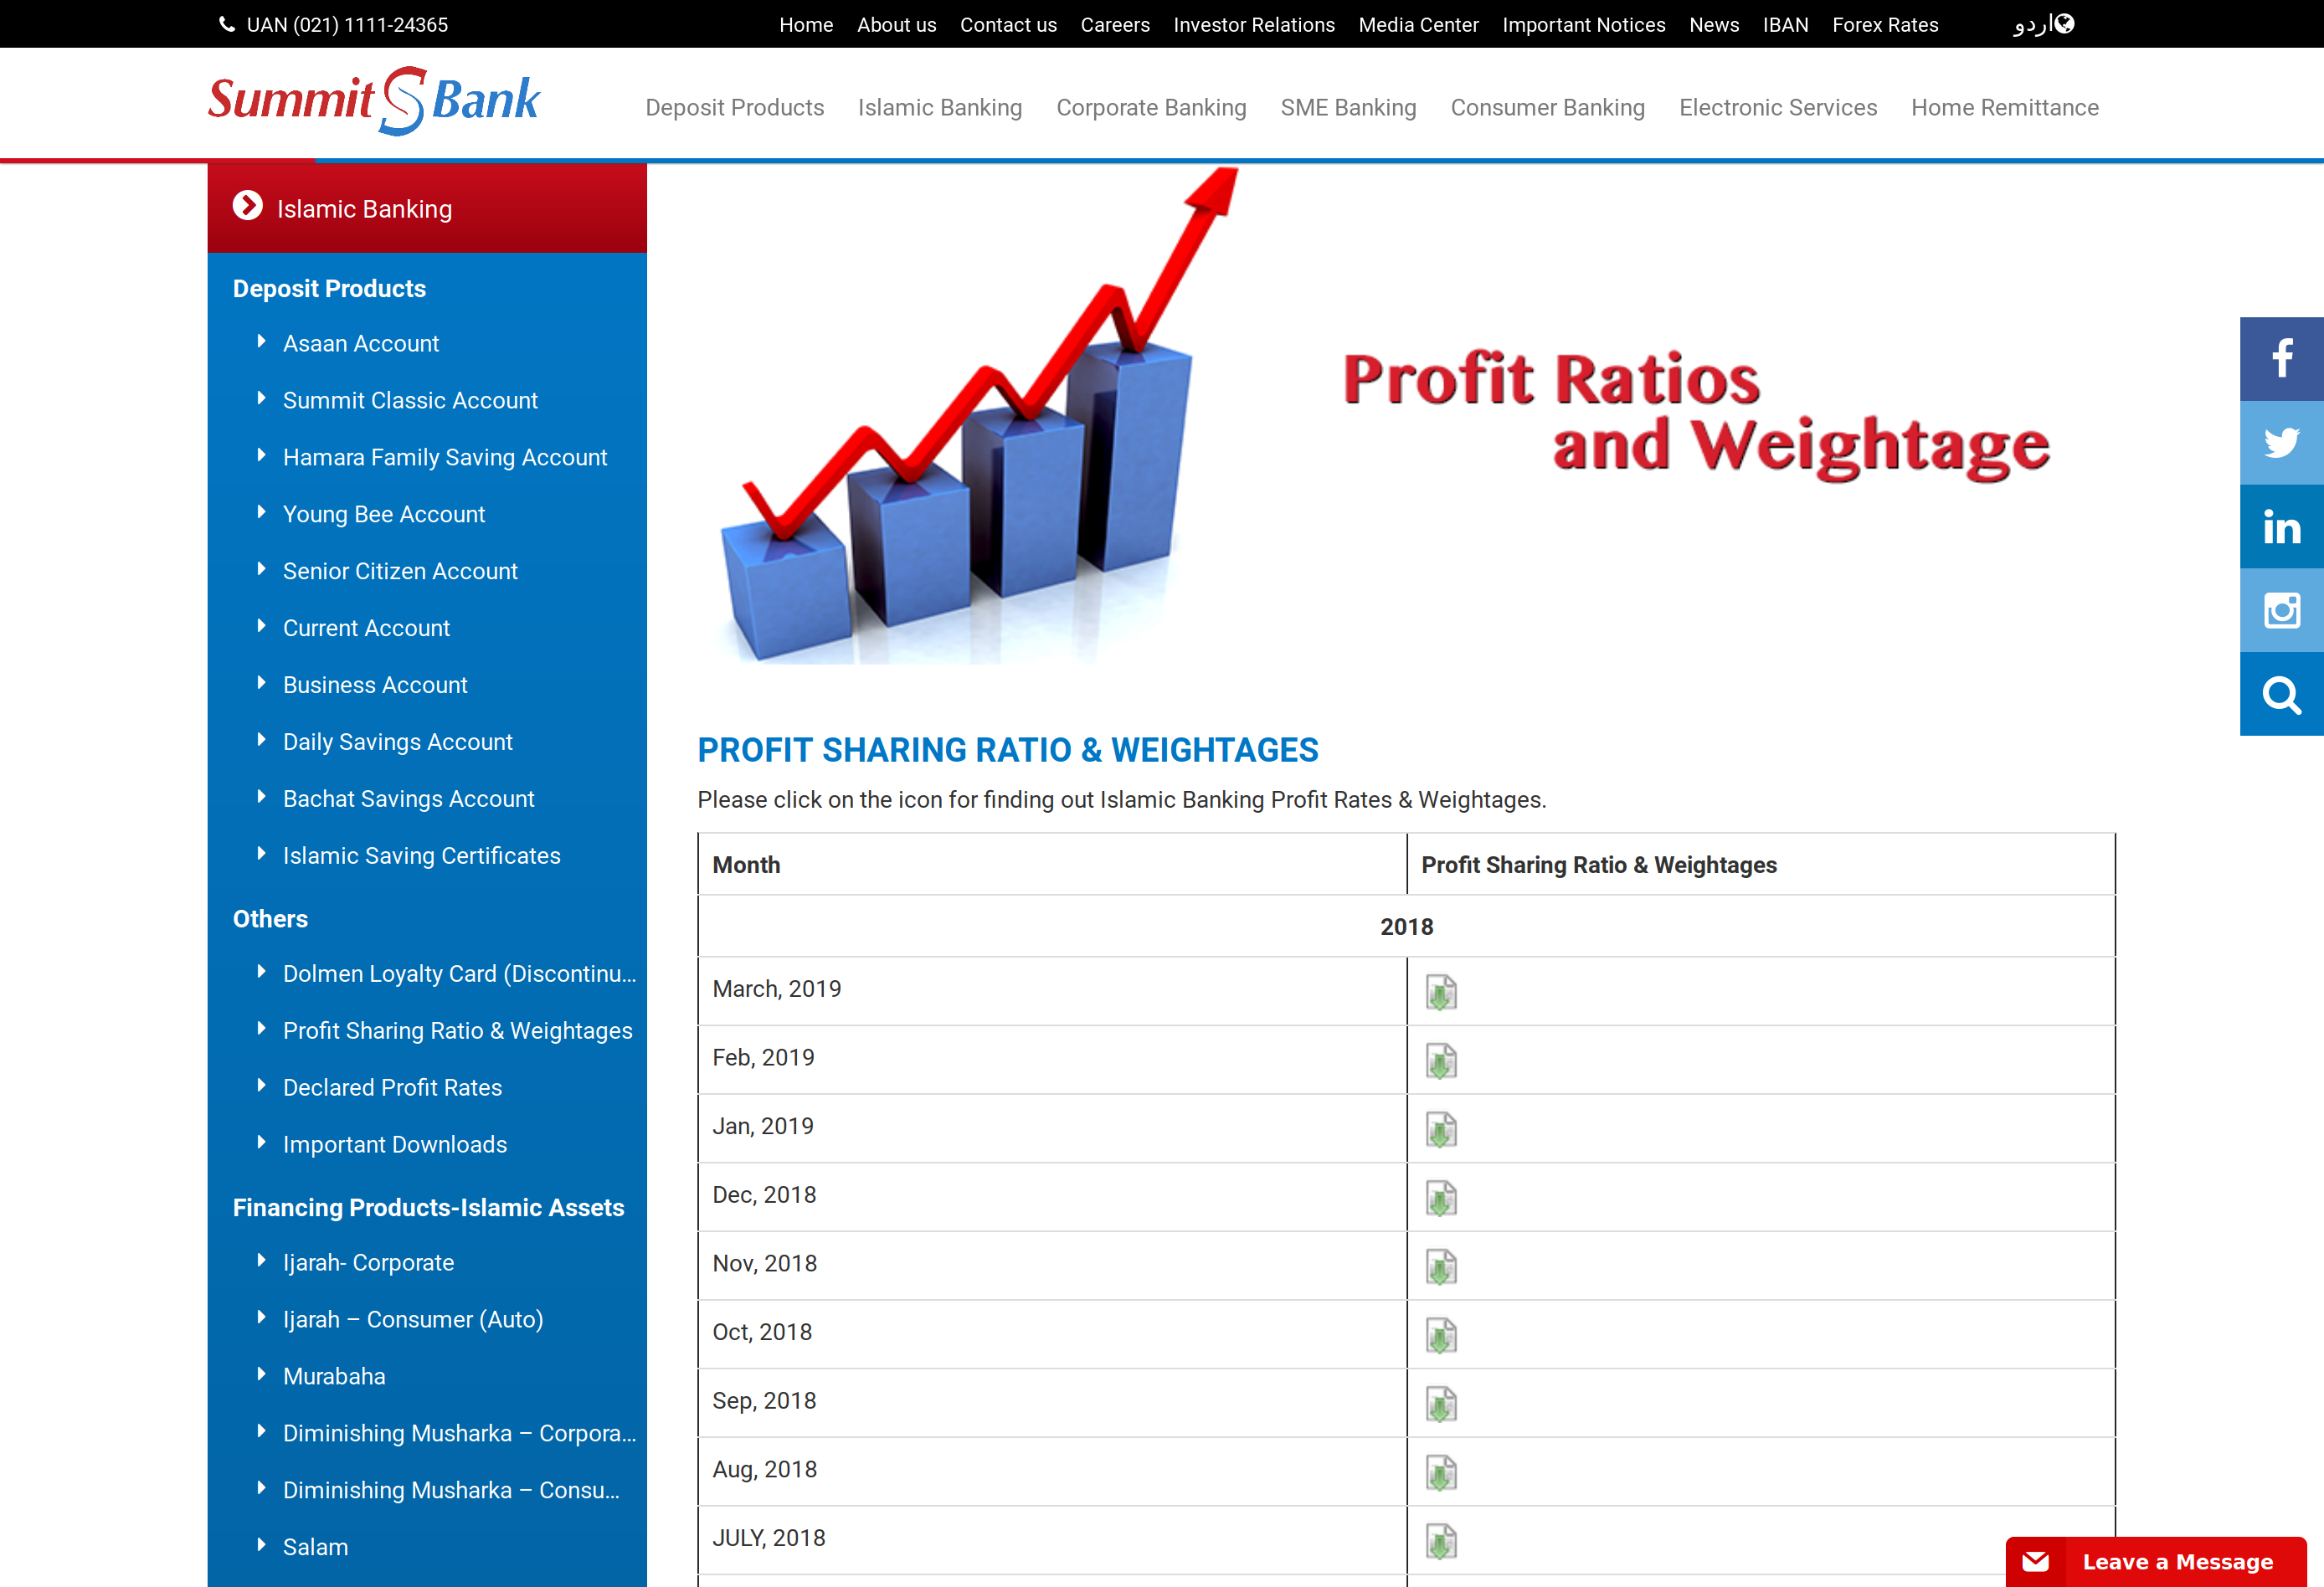 UAN (021) 1111-24365
Home About us Contact us Careers Investor Relations Media Center Important Notices News IBAN Forex Rates اردو
Summit S Bank
Deposit Products Islamic Banking Corporate Banking SME Banking Consumer Banking Electronic Services Home Remittance
Islamic Banking
Deposit Products
Asaan Account
Summit Classic Account
Hamara Family Saving Account
Young Bee Account
Senior Citizen Account
Current Account
Business Account
Daily Savings Account
Bachat Savings Account
Islamic Saving Certificates
Others
Dolmen Loyalty Card (Discontinu...
Profit Sharing Ratio & Weightages
Declared Profit Rates
Important Downloads
Financing Products-Islamic Assets
Ijarah- Corporate
Ijarah – Consumer (Auto)
Murabaha
Diminishing Musharka – Corpora...
Diminishing Musharka – Consu...
Salam
Profit Ratios
and Weightage
PROFIT SHARING RATIO & WEIGHTAGES
Please click on the icon for finding out Islamic Banking Profit Rates & Weightages.
Month Profit Sharing Ratio & Weightages
2018
March, 2019
Feb, 2019
Jan, 2019
Dec, 2018
Nov, 2018
Oct, 2018
Sep, 2018
Aug, 2018
JULY, 2018
Leave a Message